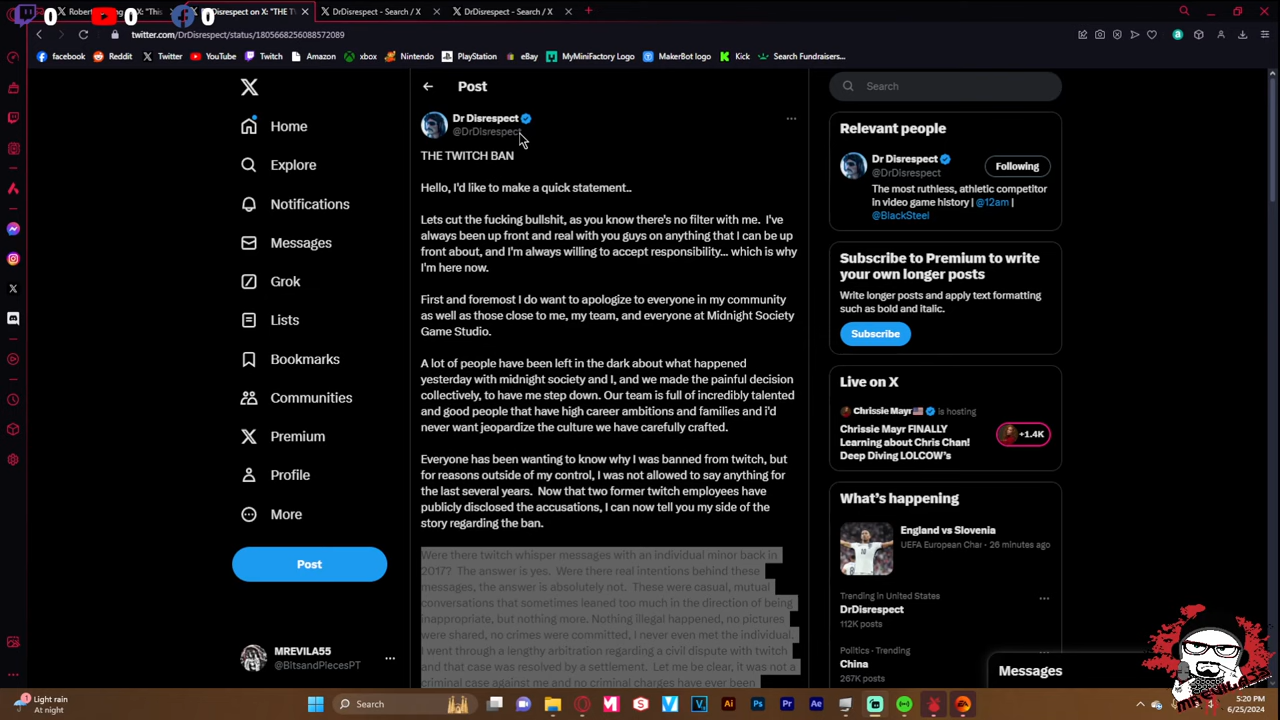 0 0 0
DrDisrespect on X: "THE T
DrDisrespect - Search / X
DrDisrespect - Search / X
twitter.com/DrDisrespect/status/1805668256088572089
facebook Reddit Twitter YouTube Twitch Amazon xbox Nintendo PlayStation eBay MyMiniFactory Logo MakerBot logo Kick Search Fundraisers...
Home
Explore
Notifications
Messages
Grok
Lists
Bookmarks
Communities
Premium
Profile
More
Post
MREVILA55
@BitsandPIecesPT
Post
Dr Disrespect
@DrDisrespect
THE TWITCH BAN
Hello, I'd like to make a quick statement..
Lets cut the fucking bullshit, as you know there's no filter with me. I've
always been up front and real with you guys on anything that I can be up
front about, and I'm always willing to accept responsibility... which is why
I'm here now.
First and foremost I do want to apologize to everyone in my community
as well as those close to me, my team, and everyone at Midnight Society
Game Studio.
A lot of people have been left in the dark about what happened
yesterday with midnight society and I, and we made the painful decision
collectively, to have me step down. Our team is full of incredibly talented
and good people that have high career ambitions and families and i'd
never want jeopardize the culture we have carefully crafted.
Everyone has been wanting to know why I was banned from twitch, but
for reasons outside of my control, I was not allowed to say anything for
the last several years. Now that two former twitch employees have
publicly disclosed the accusations, I can now tell you my side of the
story regarding the ban.
Were there twitch whisper messages with an individual minor back in
2017? The answer is yes. Were there real intentions behind these
messages, the answer is absolutely not. These were casual, mutual
conversations that sometimes leaned too much in the direction of being
inappropriate, but nothing more. Nothing illegal happened, no pictures
were shared, no crimes were committed, I never even met the individual.
I went through a lengthy arbitration regarding a civil dispute with twitch
and that case was resolved by a settlement. Let me be clear, it was not a
criminal case against me and no criminal charges have ever been
Search
Relevant people
Dr Disrespect
@DrDisrespect
Following
The most ruthless, athletic competitor
in video game history | @12am |
@BlackSteel
Subscribe to Premium to write
your own longer posts
Write longer posts and apply text formatting
such as bold and italic.
Subscribe
Live on X
Chrissie Mayr is hosting
Chrissie Mayr FINALLY
Learning about Chris Chan!
Deep Diving LOLCOW's
+1.4K
What's happening
England vs Slovenia
UEFA European Char · 26 minutes ago
Trending in United States
DrDisrespect
112K posts
Politics · Trending
China
267K posts
Messages
Light rain
At night
Search
5:20 PM
6/25/2024